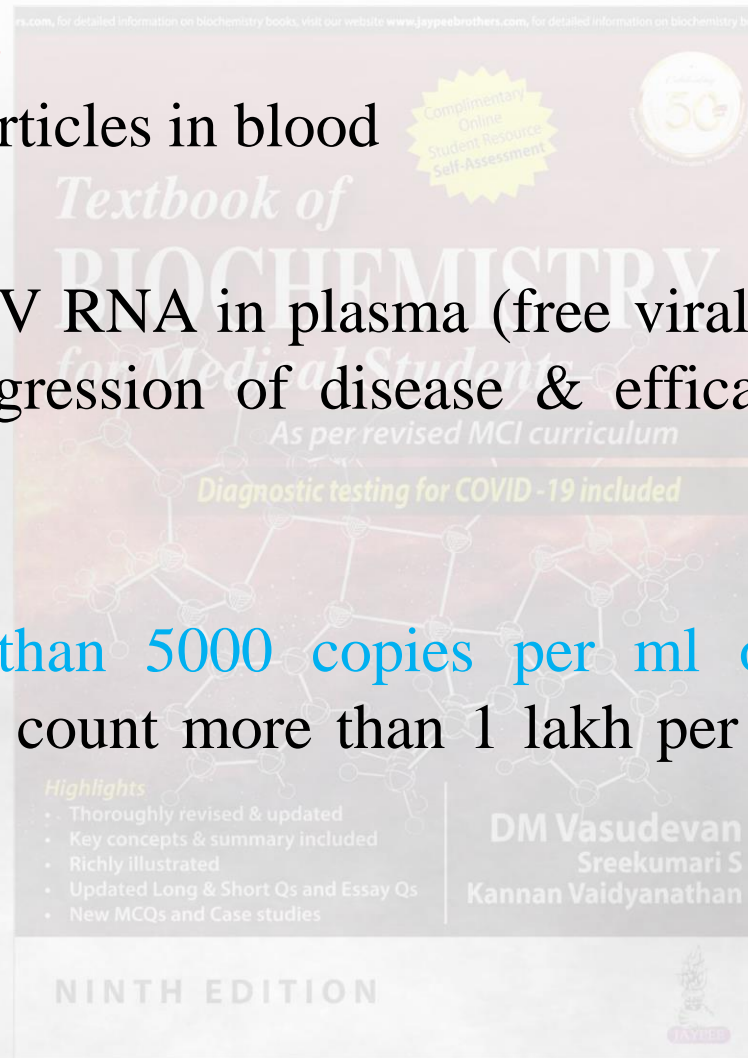 rs.com, for detailed information on biochemistry books, visit our website www.jaypeebrothers.com, for detailed information on biochemistry b
rticles in blood
Complimentary
Online
Student Resource
Self-Assessment
50
Textbook of
BIOCHEMISTRY
V RNA in plasma (free viral
for Medical Students
gression of disease & effica
As per revised MCI curriculum
Diagnostic testing for COVID -19 included
than 5000 copies per ml
count more than 1 lakh per
Highlights
• Thoroughly revised & updated
• Key concepts & summary included
• Richly illustrated
• Updated Long & Short Qs and Essay Qs
• New MCQs and Case studies
DM Vasudevan
Sreekumari S
Kannan Vaidyanathan
NINTH EDITION
JAYPEE